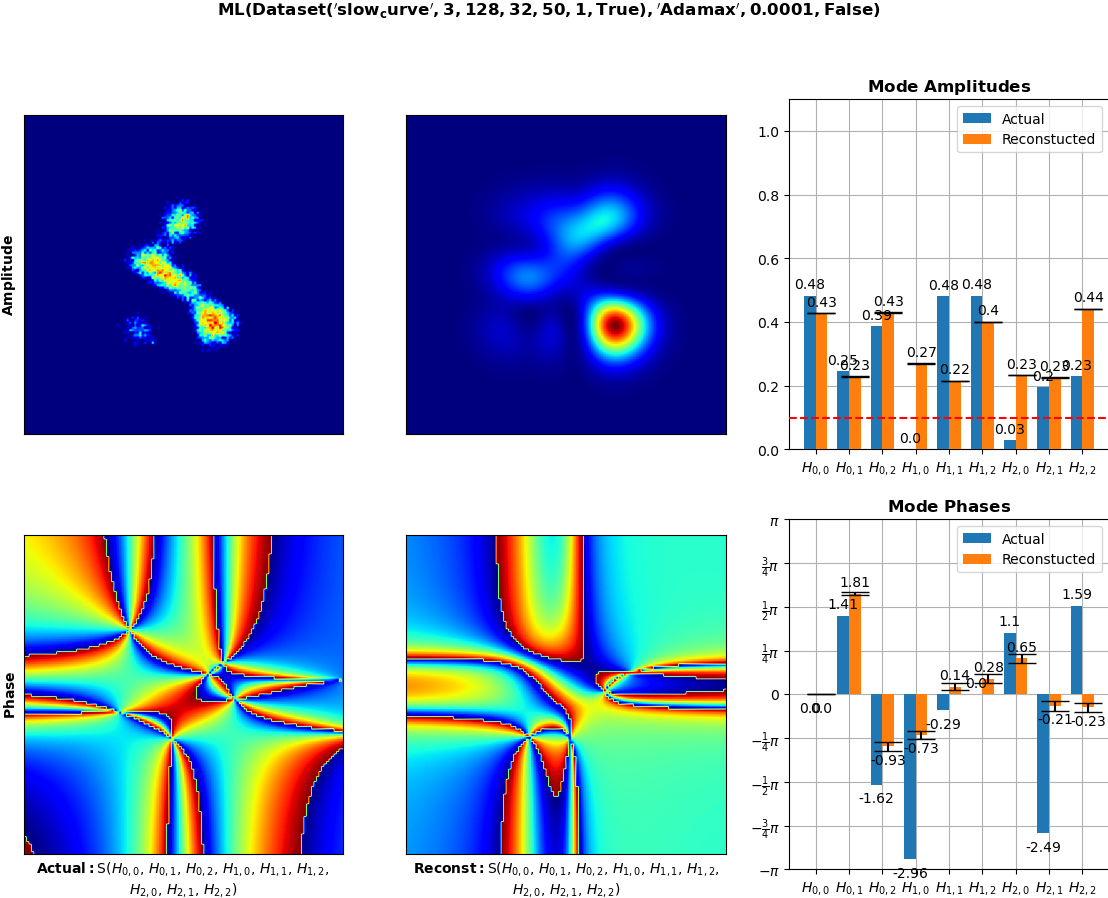 ML(Dataset('slow_curve', 3, 128, 32, 50, 1, True), 'Adamax', 0.0001, False)
Amplitude
Mode Amplitudes
Actual
Reconstucted
1.0
0.8
0.6
0.4
0.2
0.0
0.48
0.43
0.25
0.23
0.39
0.43
0.0
0.27
0.48
0.22
0.48
0.4
0.03
0.23
0.2
0.23
0.23
0.44
H0,0 H0,1 H0,2 H1,0 H1,1 H1,2 H2,0 H2,1 H2,2
Phase
Mode Phases
Actual
Reconstucted
π
3/4π
1/2π
1/4π
0
−1/4π
−1/2π
−3/4π
−π
0.0
0.0
1.41
1.81
-1.62
-0.93
-2.96
-0.73
-0.29
0.14
0.0
0.28
1.1
0.65
-2.49
-0.21
1.59
-0.23
H0,0 H0,1 H0,2 H1,0 H1,1 H1,2 H2,0 H2,1 H2,2
Actual: S(H0,0, H0,1, H0,2, H1,0, H1,1, H1,2,
H2,0, H2,1, H2,2)
Reconst: S(H0,0, H0,1, H0,2, H1,0, H1,1, H1,2,
H2,0, H2,1, H2,2)